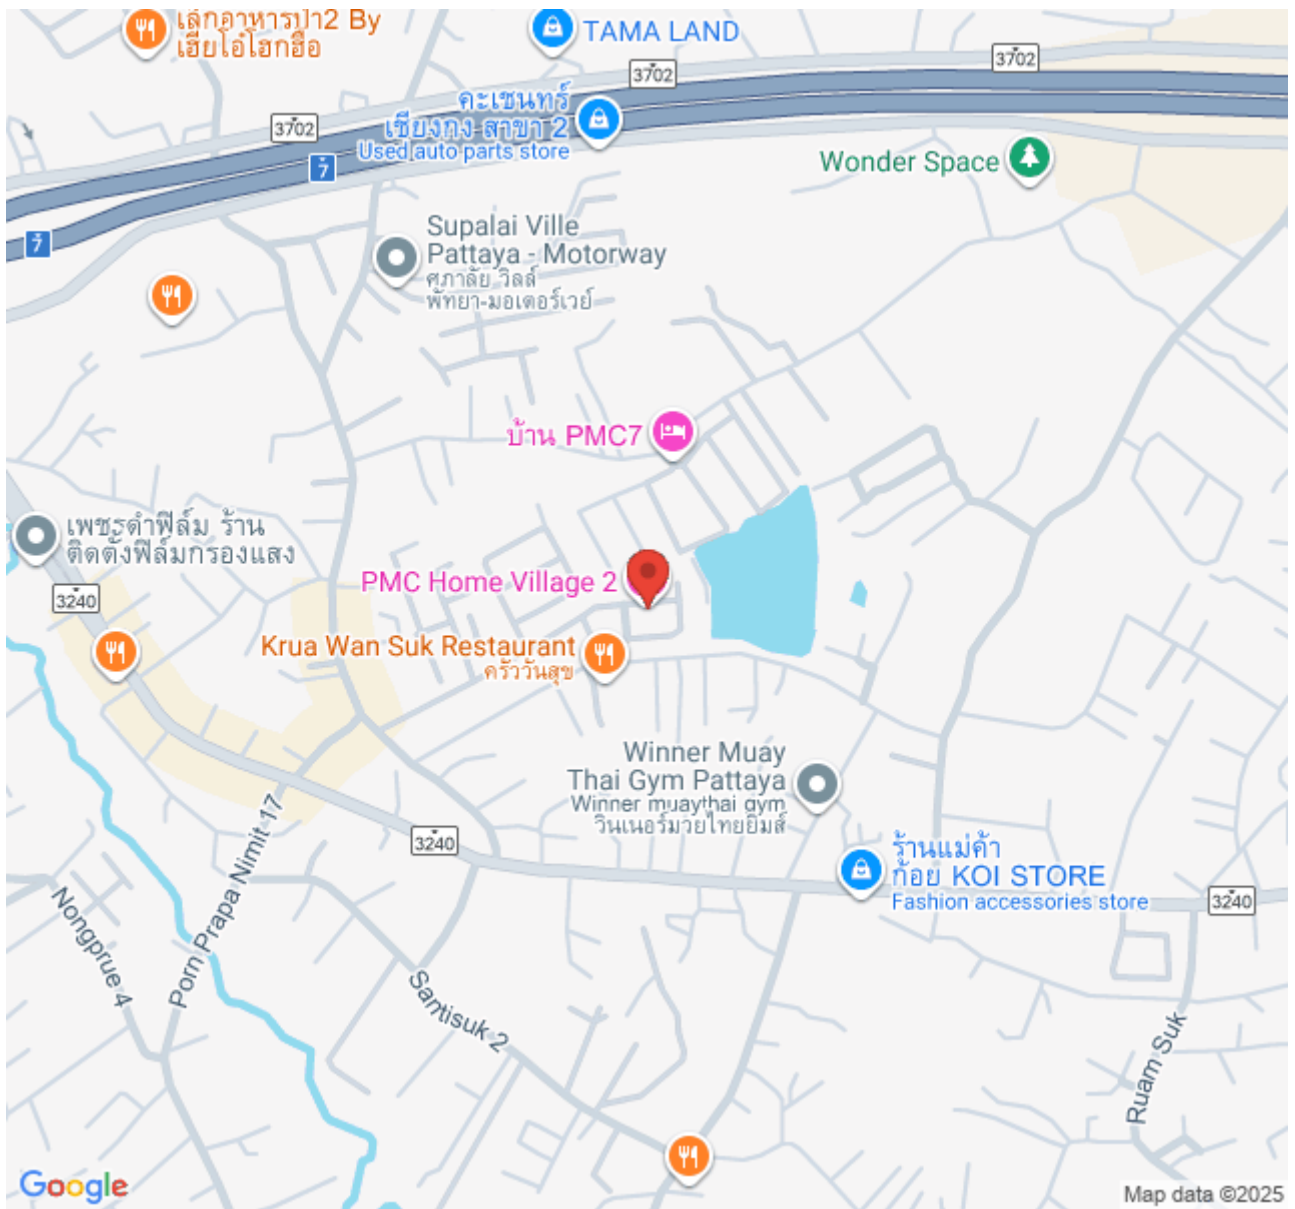 เล็กอาหารป่า2 By
เฮียโอ๋โฮกฮือ
TAMA LAND
3702
3702
คะเชนทร์
เซียงกง สาขา 2
Used auto parts store
3702
7
Wonder Space
7
Supalai Ville
Pattaya - Motorway
ศุภาลัย วิลล์
พัทยา-มอเตอร์เวย์
บ้าน PMC7
เพชรดำฟิล์ม ร้าน
ติดตั้งฟิล์มกรองแสง
PMC Home Village 2
3240
Krua Wan Suk Restaurant
ครัววันสุข
Winner Muay
Thai Gym Pattaya
Winner muaythai gym
วินเนอร์มวยไทยยิมส์
Porn Prapa Nimit 17
3240
ร้านแม่ค้า
ก้อย KOI STORE
Fashion accessories store
3240
Nongprue 4
Santisuk 2
Ruam Suk
Google
Map data ©2025